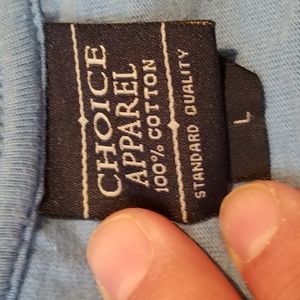 CHOICE
APPAREL
100% COTTON
STANDARD QUALITY
L